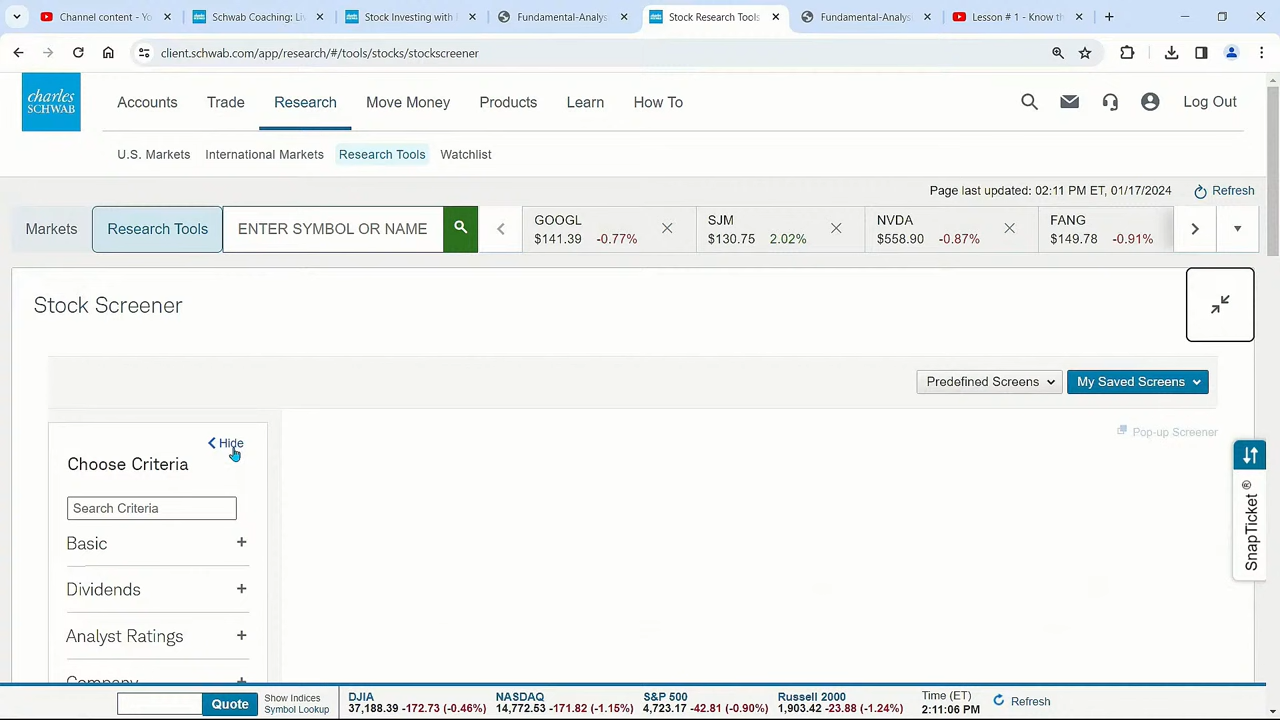 Channel content - Yo
Schwab Coaching: Liv
Stock Investing with I
Fundamental-Analys
Stock Research Tools
Fundamental-Analys
Lesson # 1 - Know th
client.schwab.com/app/research/#/tools/stocks/stockscreener
charles SCHWAB
Accounts Trade Research Move Money Products Learn How To Log Out
U.S. Markets International Markets Research Tools Watchlist
Page last updated: 02:11 PM ET, 01/17/2024 Refresh
Markets Research Tools ENTER SYMBOL OR NAME
GOOGL
$141.39 -0.77%
SJM
$130.75 2.02%
NVDA
$558.90 -0.87%
FANG
$149.78 -0.91%
Stock Screener
Predefined Screens My Saved Screens
Hide
Pop-up Screener
Choose Criteria
Search Criteria
Basic +
Dividends +
Analyst Ratings +
Company +
SnapTicket ®
Quote
Show Indices
Symbol Lookup
DJIA
37,188.39 -172.73 (-0.46%)
NASDAQ
14,772.53 -171.82 (-1.15%)
S&P 500
4,723.17 -42.81 (-0.90%)
Russell 2000
1,903.42 -23.88 (-1.24%)
Time (ET)
2:11:06 PM
Refresh